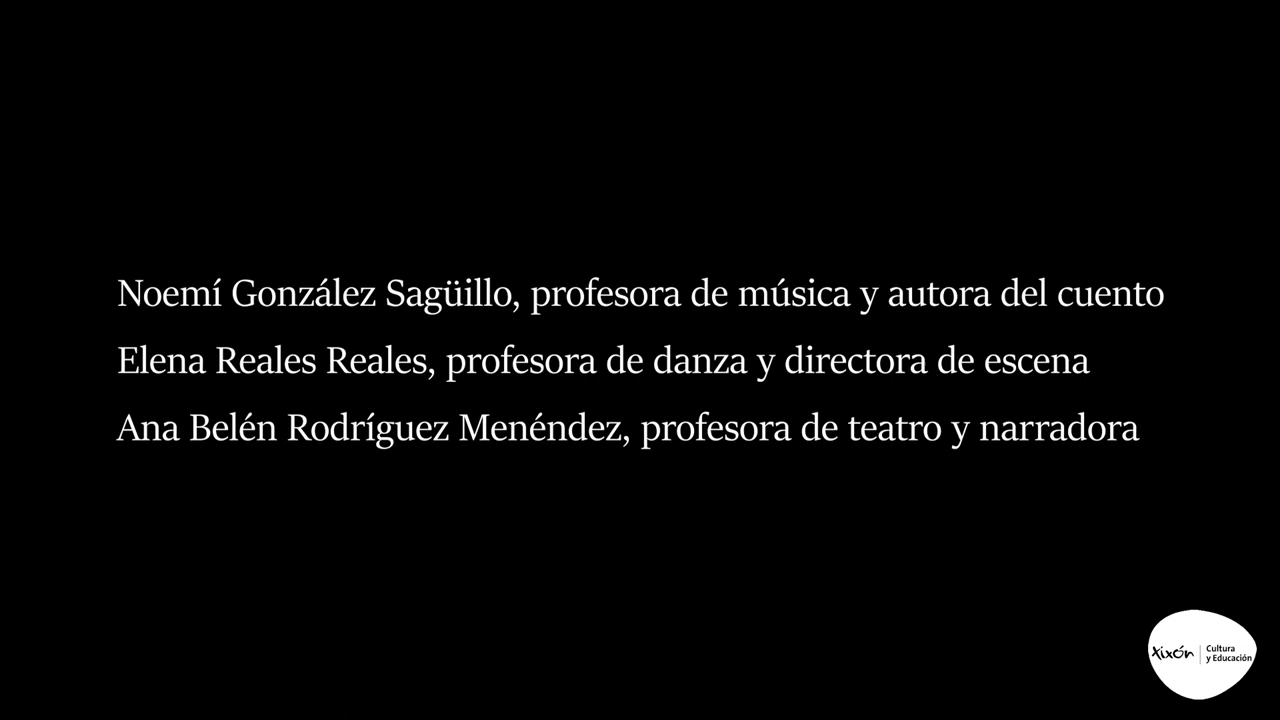 Noemí González Sagüillo, profesora de música y autora del cuento
Elena Reales Reales, profesora de danza y directora de escena
Ana Belén Rodríguez Menéndez, profesora de teatro y narradora
Xixón
Cultura
y Educación